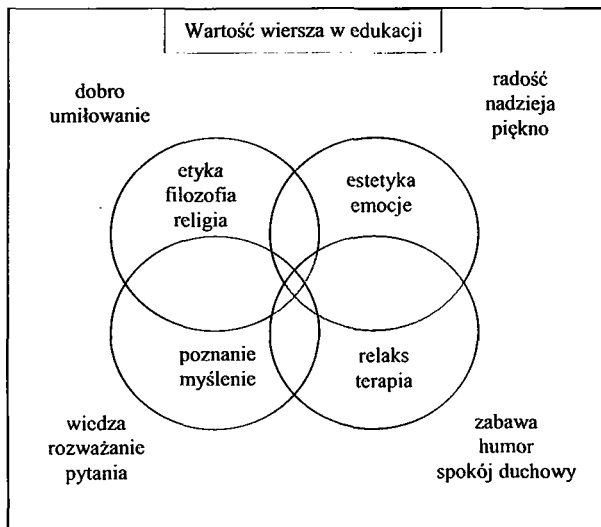 Wartość wiersza w edukacji
dobro
umiłowanie
radość
nadzieja
piękno
etyka
filozofia
religia
estetyka
emocje
poznanie
myślenie
relaks
terapia
wiedza
rozważanie
pytania
zabawa
humor
spokój duchowy